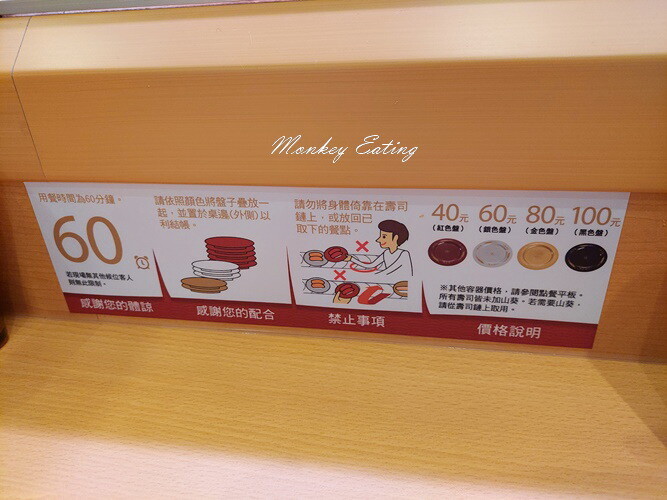 Monkey Eating
用餐時間為60分鐘。
60
若現場無其他候位客人
則無此限制。
感謝您的體諒
請依照顏色將盤子疊放一
起，並置於桌邊(外側)以
利結帳。
感謝您的配合
請勿將身體倚靠在壽司
鏈上，或放回已
取下的餐點。
禁止事項
40元 60元 80元 100元
(紅色盤) (銀色盤) (金色盤) (黑色盤)
※其他容器價格，請參閱點餐平板。
所有壽司皆未加山葵。若需要山葵，
請從壽司鏈上取用。
價格說明